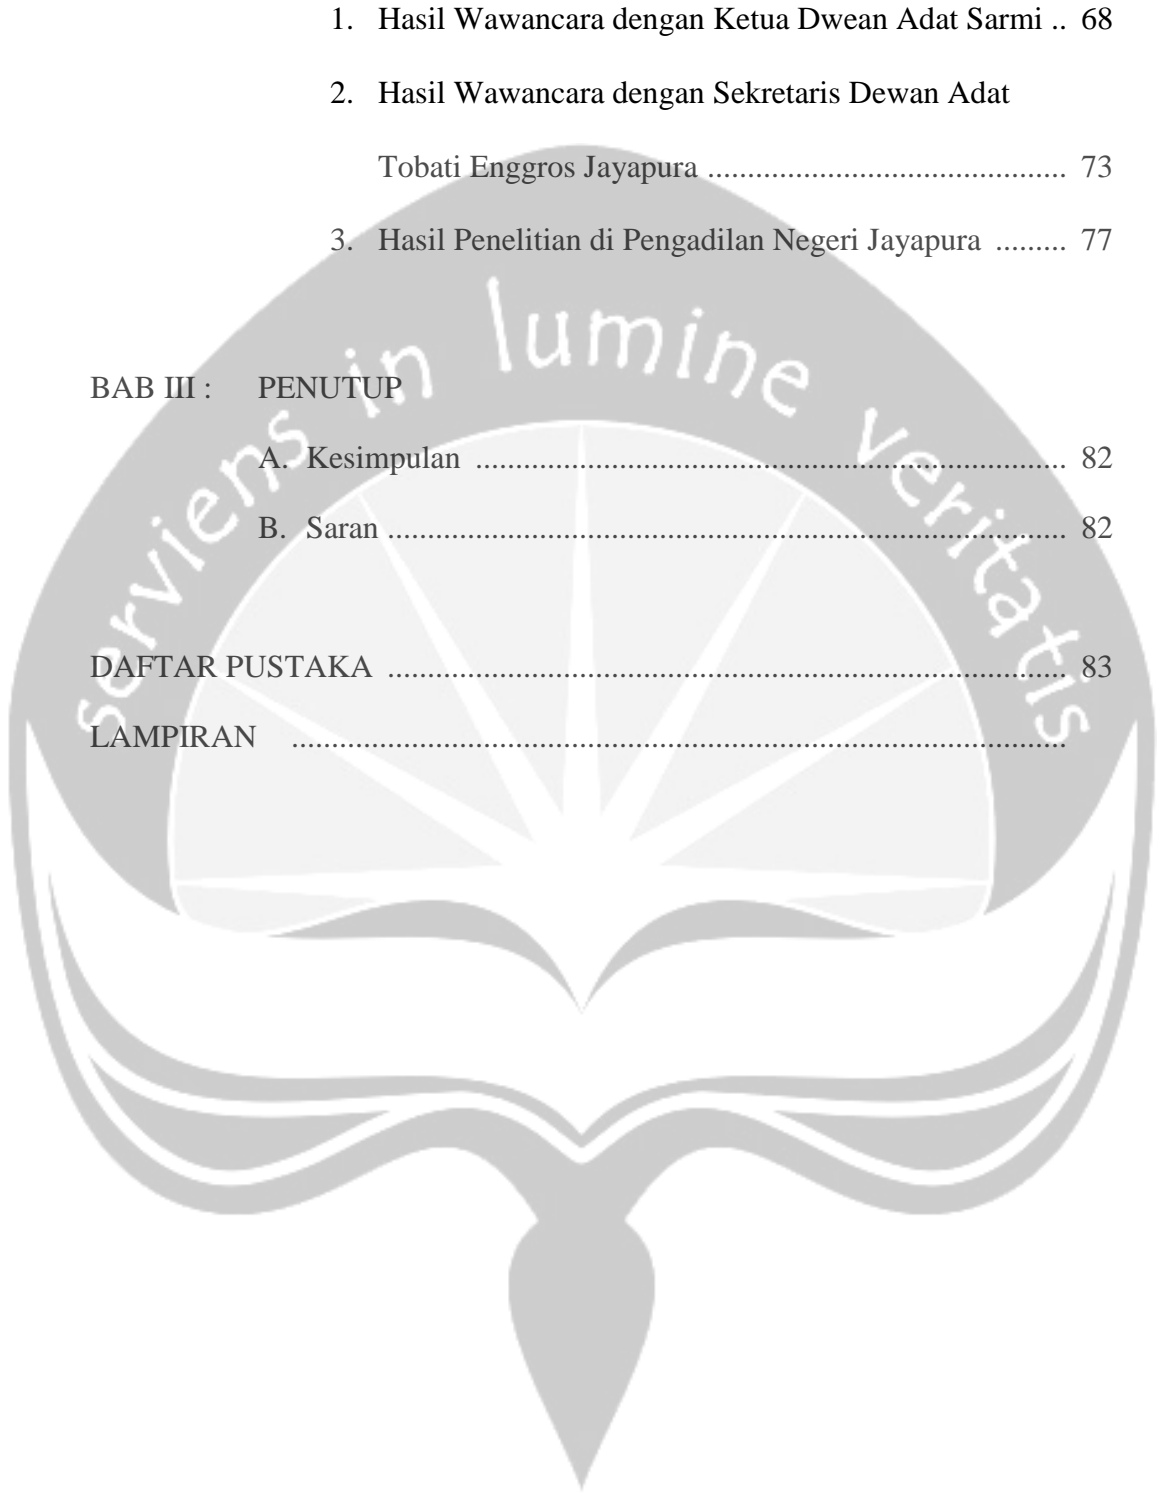 1. Hasil Wawancara dengan Ketua Dwean Adat Sarmi .. 68
2. Hasil Wawancara dengan Sekretaris Dewan Adat
Tobati Enggros Jayapura ............................................. 73
3. Hasil Penelitian di Pengadilan Negeri Jayapura ......... 77
serviens in lumine veritatis
BAB III : PENUTUP
A. Kesimpulan .......................................................................... 82
B. Saran ..................................................................................... 82
DAFTAR PUSTAKA ..................................................................................... 83
LAMPIRAN .................................................................................................